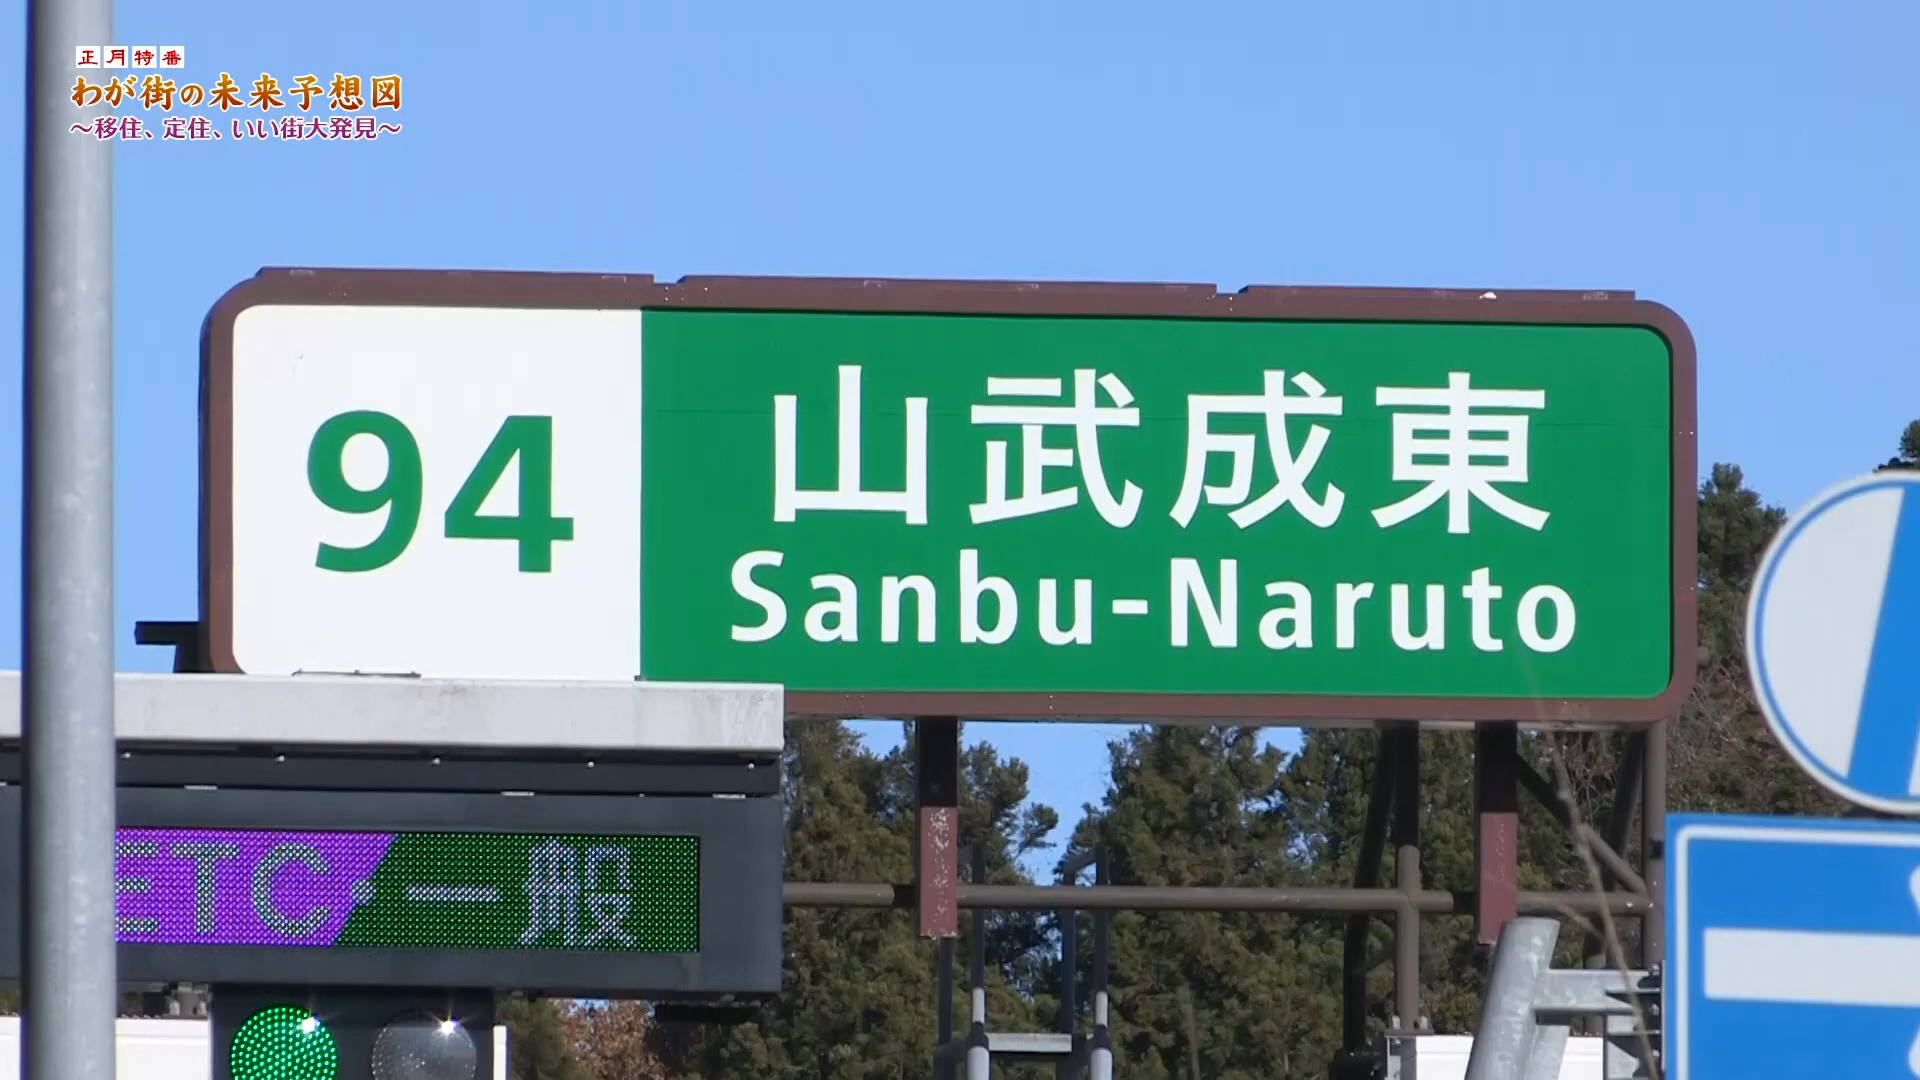 正月特番
わが街の未来予想図
～移住、定住、いい街大発見～
94
山武成東
Sanbu-Naruto
ETC・一般